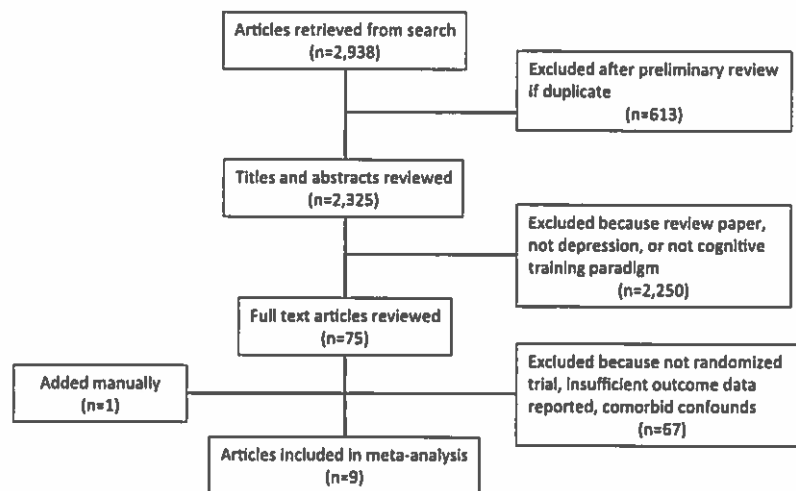 Articles retrieved from search
(n=2,938)
Excluded after preliminary review
if duplicate
(n=613)
Titles and abstracts reviewed
(n=2,325)
Excluded because review paper,
not depression, or not cognitive
training paradigm
(n=2,250)
Full text articles reviewed
(n=75)
Added manually
(n=1)
Excluded because not randomized
trial, insufficient outcome data
reported, comorbid confounds
(n=67)
Articles included in meta-analysis
(n=9)